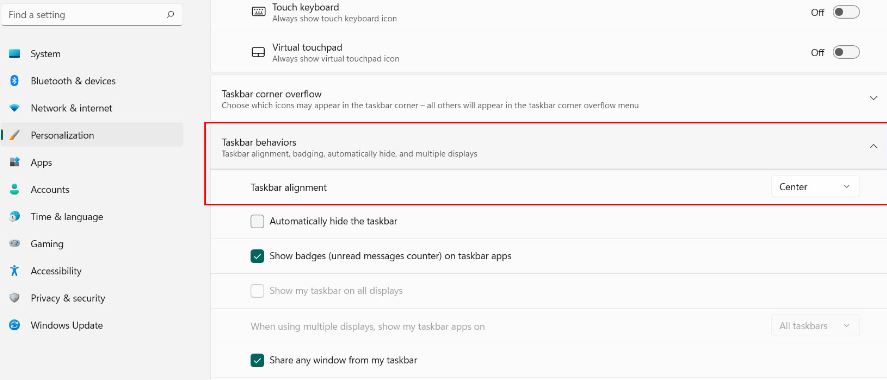 Find a setting
System
Bluetooth & devices
Network & internet
Personalization
Apps
Accounts
Time & language
Gaming
Accessibility
Privacy & security
Windows Update
Touch keyboard
Always show touch keyboard icon
Off
Virtual touchpad
Always show virtual touchpad icon
Off
Taskbar corner overflow
Choose which icons may appear in the taskbar corner – all others will appear in the taskbar corner overflow menu
Taskbar behaviors
Taskbar alignment, badging, automatically hide, and multiple displays
Taskbar alignment
Center
Automatically hide the taskbar
Show badges (unread messages counter) on taskbar apps
Show my taskbar on all displays
When using multiple displays, show my taskbar apps on
All taskbars
Share any window from my taskbar